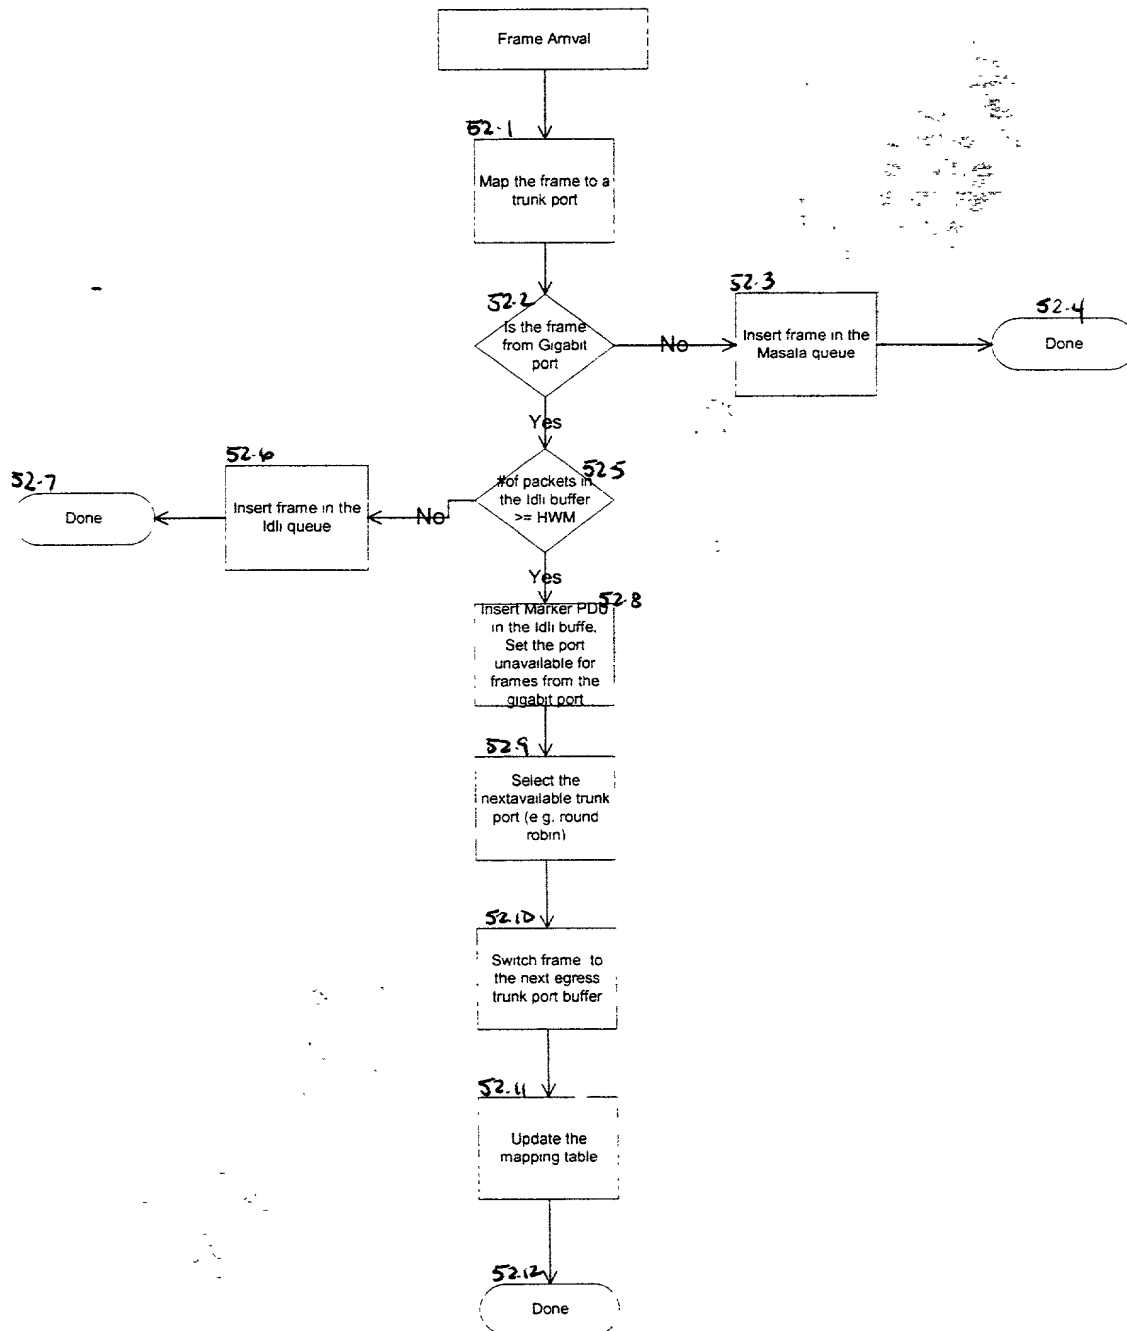 Frame Arrival
52.1
Map the frame to a
trunk port
52.2
Is the frame
from Gigabit
port
No
52.3
Insert frame in the
Masala queue
52.4
Done
Yes
52.5
#of packets in
the Idli buffer
>= HWM
No
52.6
Insert frame in the
Idli queue
52.7
Done
Yes
52.8
Insert Marker PDU
in the Idli buffe.
Set the port
unavailable for
frames from the
gigabit port
52.9
Select the
nextavailable trunk
port (e g. round
robin)
52.10
Switch frame to
the next egress
trunk port buffer
52.11
Update the
mapping table
52.12
Done